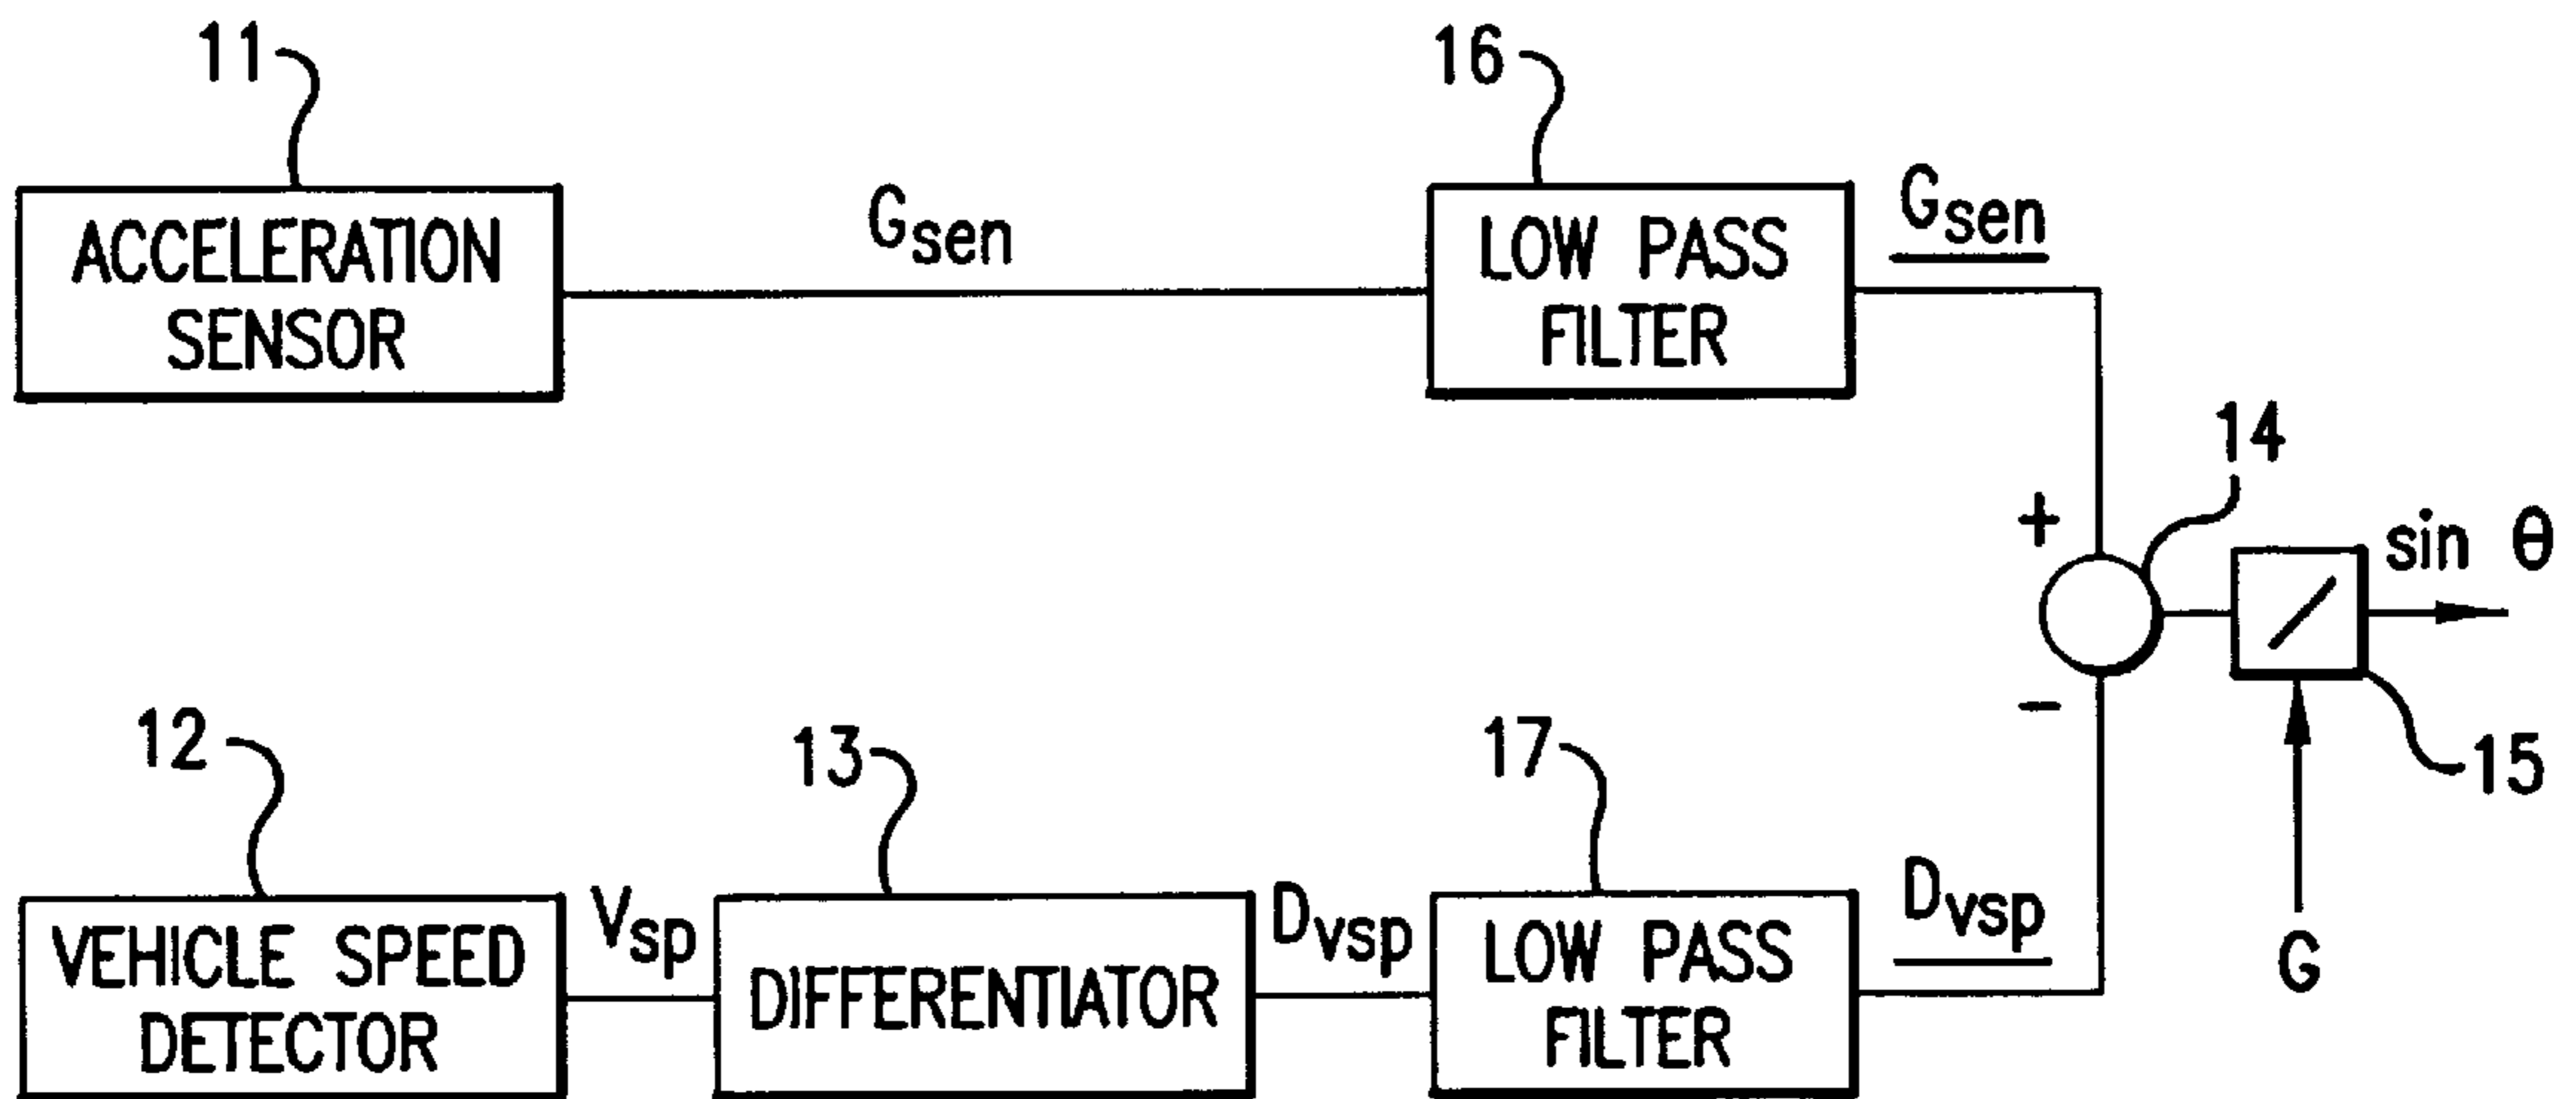 11
16
ACCELERATION
SENSOR
Gsen
LOW PASS
FILTER
Gsen
14
+
sin θ
−
15
G
12
13
17
VEHICLE SPEED
DETECTOR
Vsp
DIFFERENTIATOR
Dvsp
LOW PASS
FILTER
Dvsp